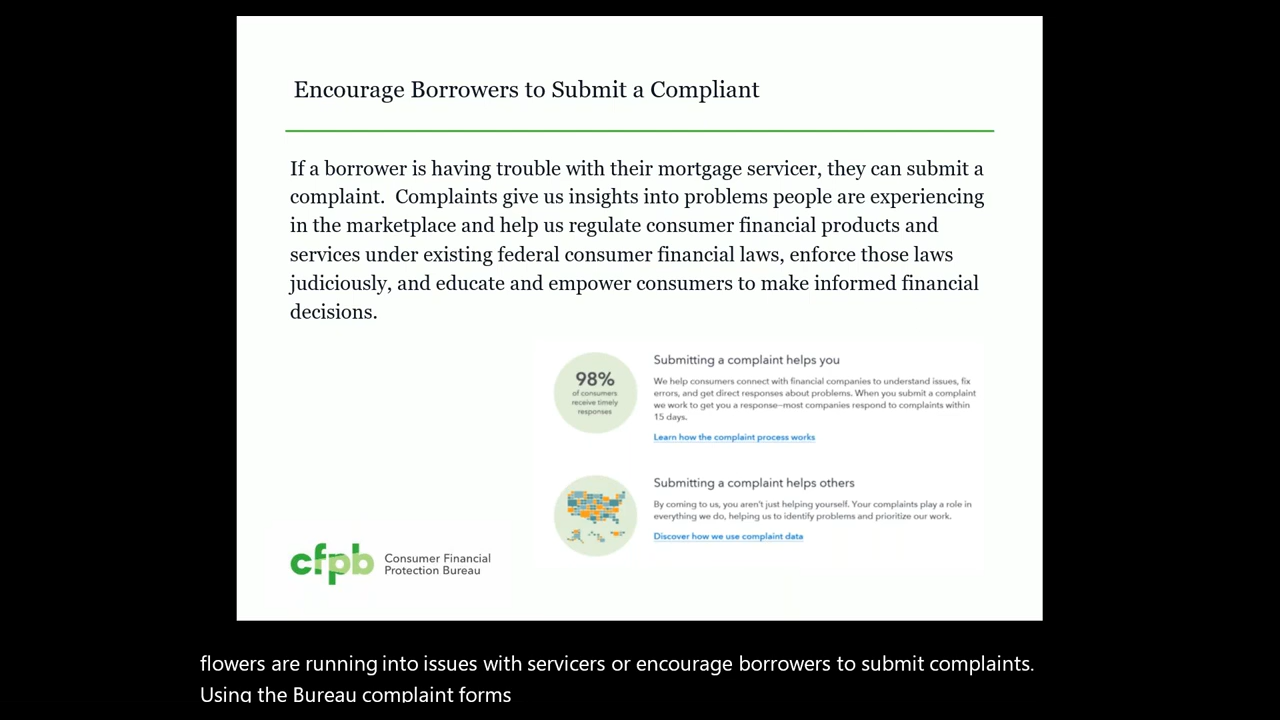 Encourage Borrowers to Submit a Compliant
If a borrower is having trouble with their mortgage servicer, they can submit a
complaint.  Complaints give us insights into problems people are experiencing
in the marketplace and help us regulate consumer financial products and
services under existing federal consumer financial laws, enforce those laws
judiciously, and educate and empower consumers to make informed financial
decisions.
98%
of consumers
receive timely
responses
Submitting a complaint helps you
We help consumers connect with financial companies to understand issues, fix
errors, and get direct responses about problems. When you submit a complaint
we work to get you a response–most companies respond to complaints within
15 days.
Learn how the complaint process works
Submitting a complaint helps others
By coming to us, you aren't just helping yourself. Your complaints play a role in
everything we do, helping us to identify problems and prioritize our work.
Discover how we use complaint data
cfpb
Consumer Financial
Protection Bureau
flowers are running into issues with servicers or encourage borrowers to submit complaints.
Using the Bureau complaint forms